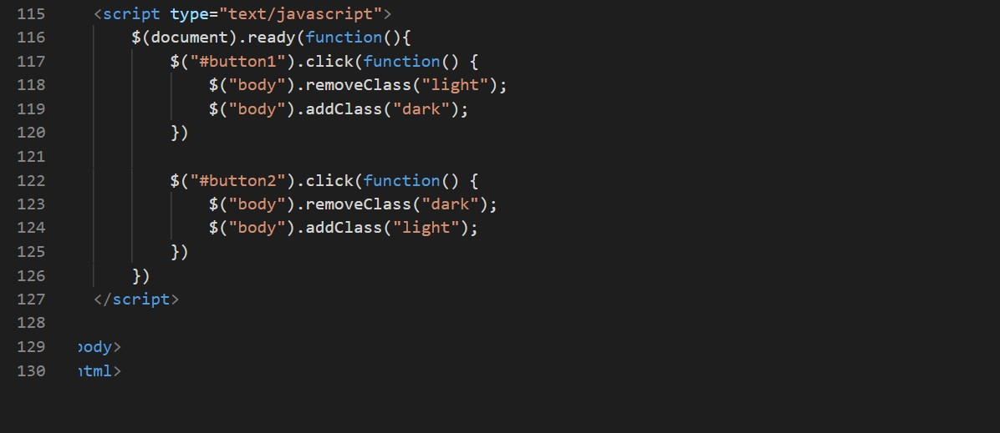 115 <script type="text/javascript">
116 $(document).ready(function(){
117 $("#button1").click(function() {
118 $("body").removeClass("light");
119 $("body").addClass("dark");
120 })
121
122 $("#button2").click(function() {
123 $("body").removeClass("dark");
124 $("body").addClass("light");
125 })
126 })
127 </script>
128
129 body>
130 html>